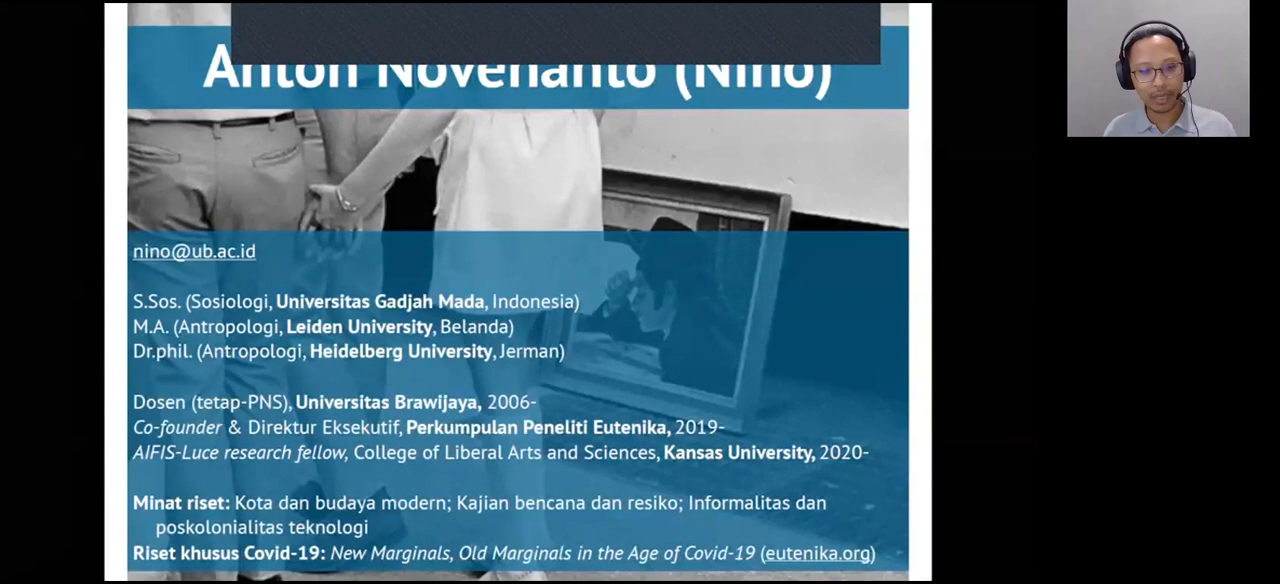 Anton Novenanto (Nino)
nino@ub.ac.id
S.Sos. (Sosiologi, Universitas Gadjah Mada, Indonesia)
M.A. (Antropologi, Leiden University, Belanda)
Dr.phil. (Antropologi, Heidelberg University, Jerman)
Dosen (tetap-PNS), Universitas Brawijaya, 2006-
Co-founder & Direktur Eksekutif, Perkumpulan Peneliti Eutenika, 2019-
AIFIS-Luce research fellow, College of Liberal Arts and Sciences, Kansas University, 2020-
Minat riset: Kota dan budaya modern; Kajian bencana dan resiko; Informalitas dan
poskolonialitas teknologi
Riset khusus Covid-19: New Marginals, Old Marginals in the Age of Covid-19 (eutenika.org)